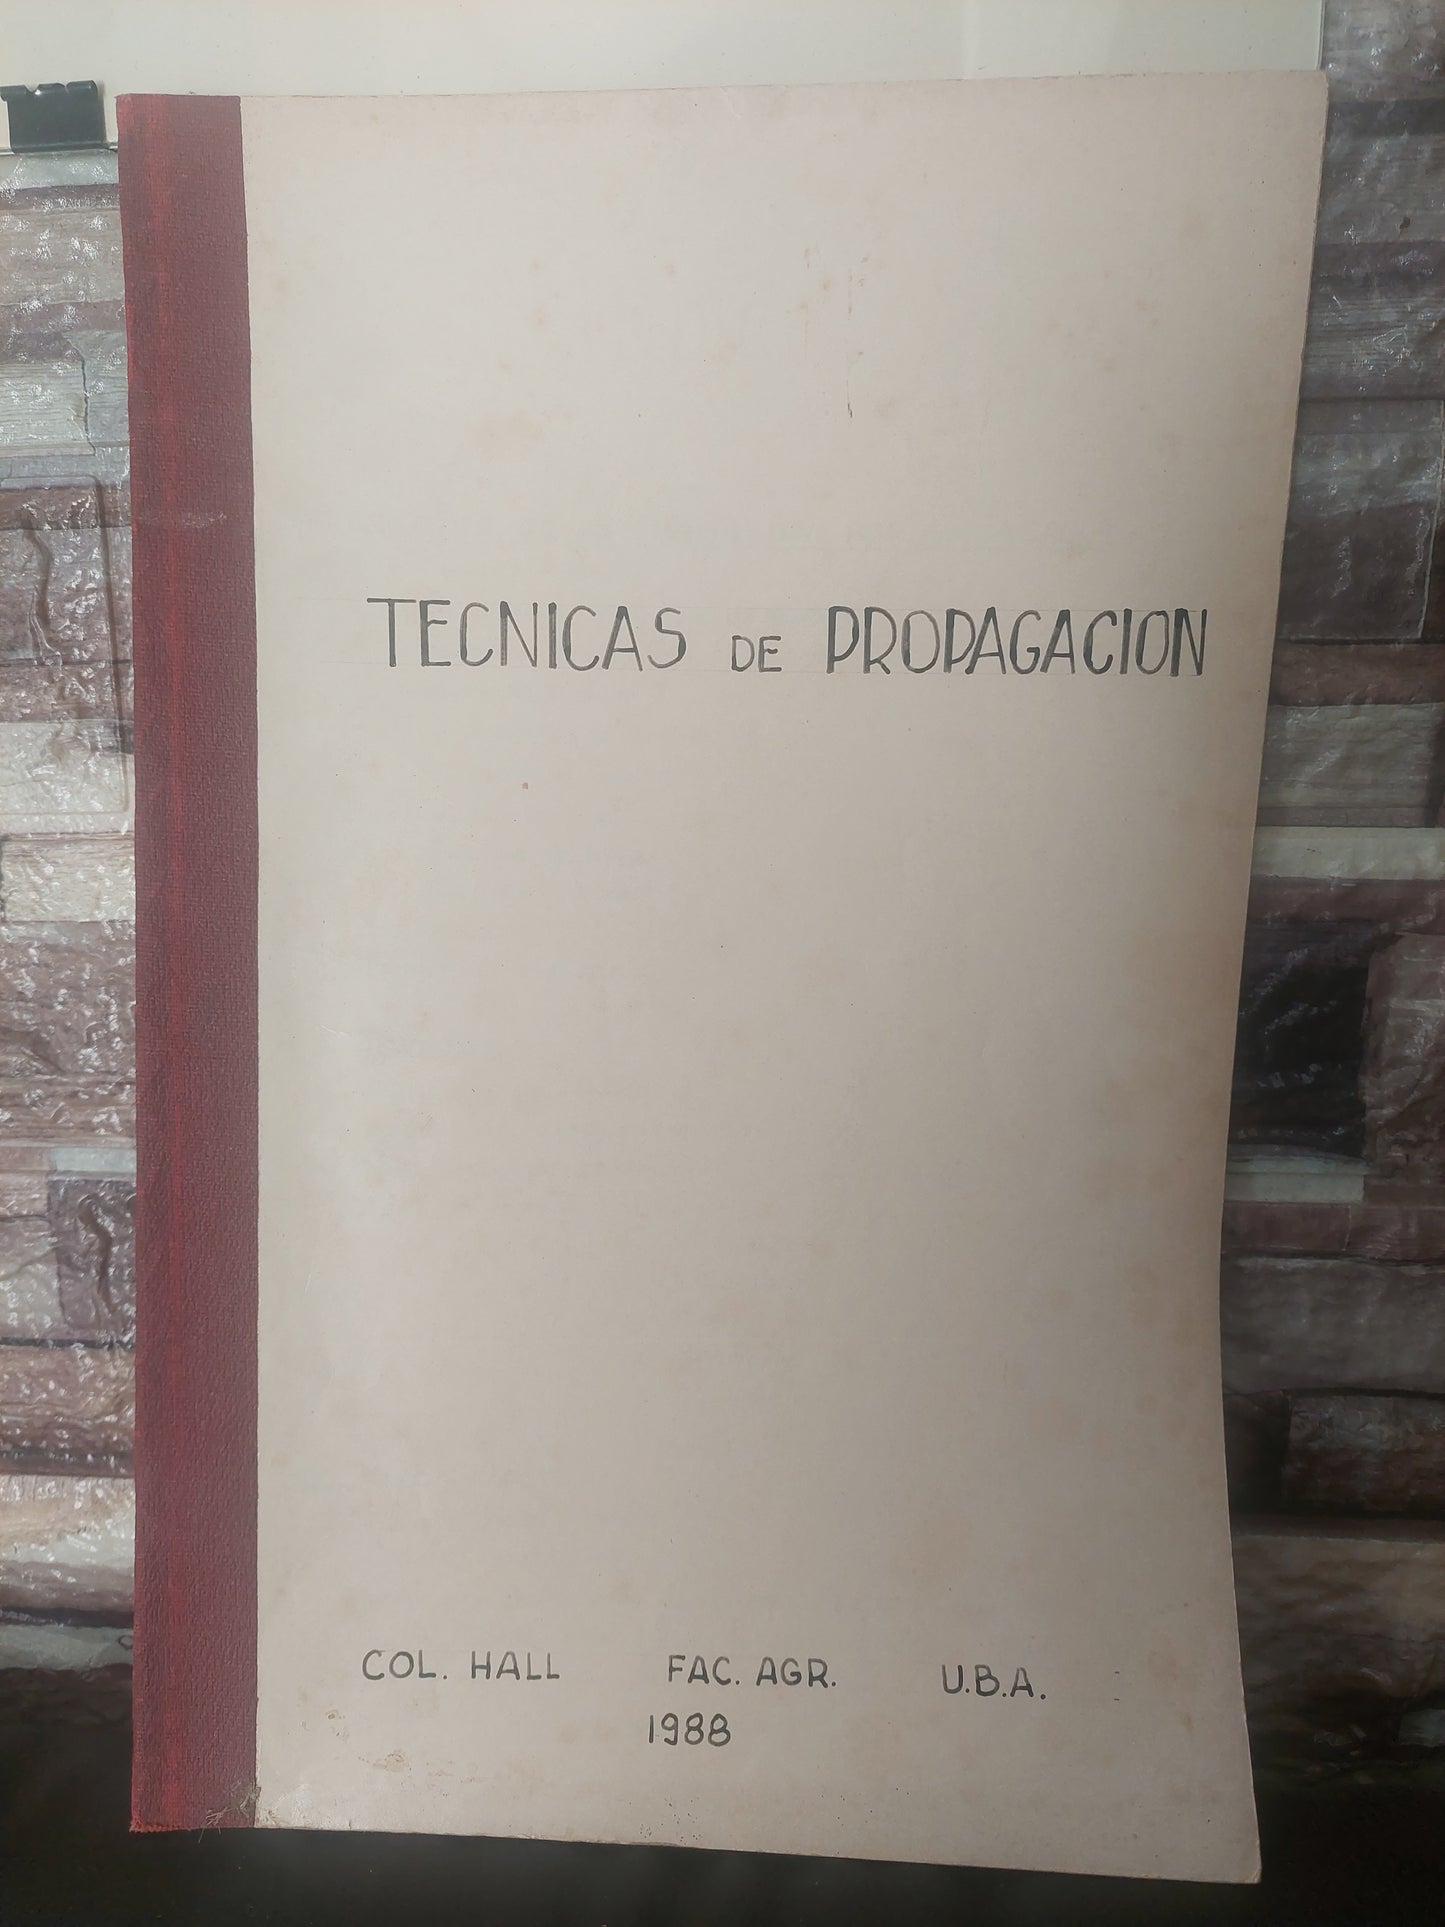 TECNICAS DE PROPAGACION
COL. HALL FAC. AGR. U.B.A.
1988